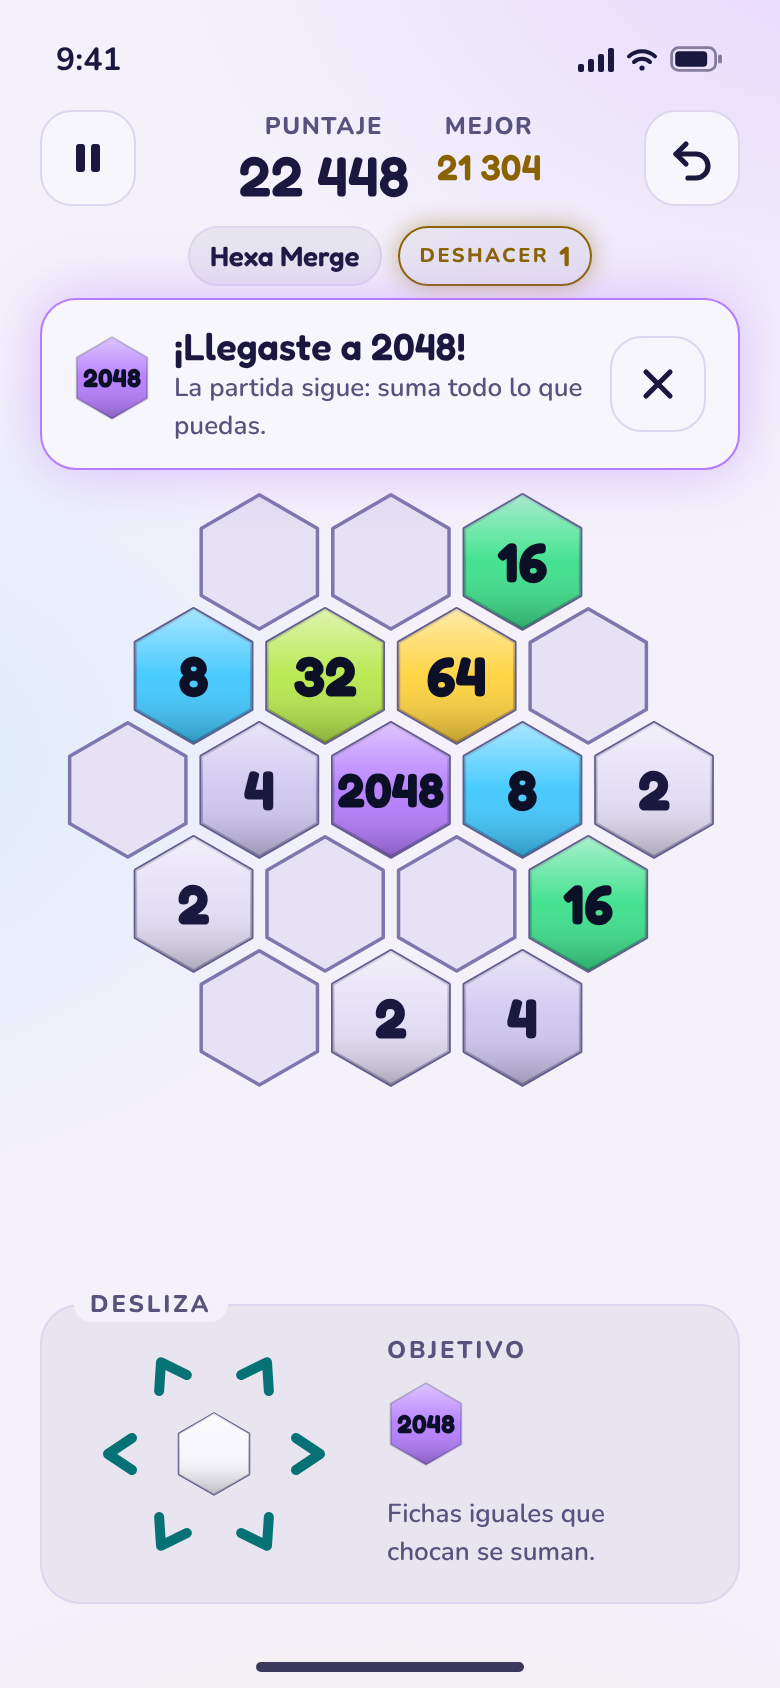 9:41
PUNTAJE
22 448
MEJOR
21 304
Hexa Merge
DESHACER 1
2048
¡Llegaste a 2048!
La partida sigue: suma todo lo que
puedas.
16
8 32 64
4 2048 8 2
2 16
2 4
DESLIZA
OBJETIVO
2048
Fichas iguales que
chocan se suman.